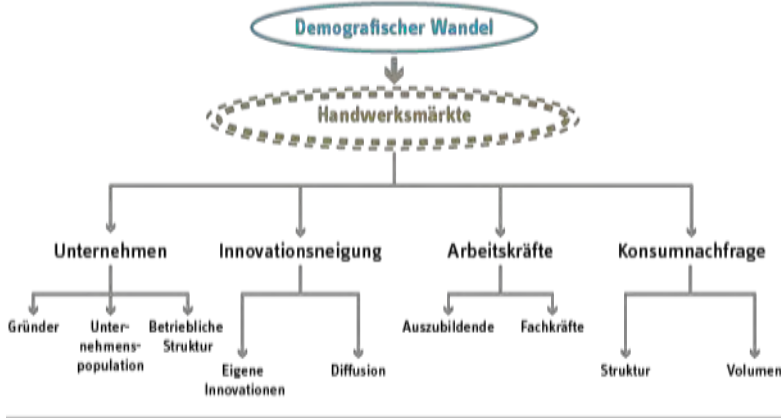 Demografischer Wandel
Handwerksmärkte
Unternehmen
Innovationsneigung
Arbeitskräfte
Konsumnachfrage
Gründer
Unter-
nehmens-
population
Betriebliche
Struktur
Eigene
Innovationen
Diffusion
Auszubildende
Fachkräfte
Struktur
Volumen